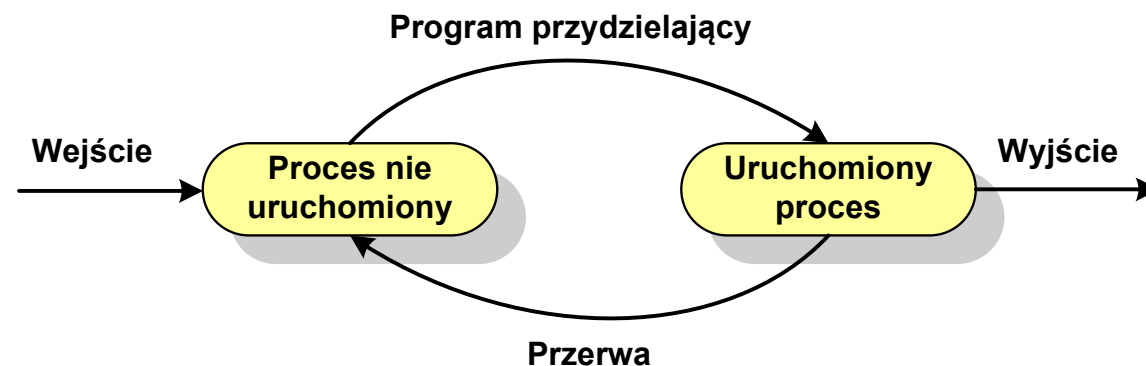 Program przydzielający
Wejście
Proces nie
uruchomiony
Uruchomiony
proces
Wyjście
Przerwa